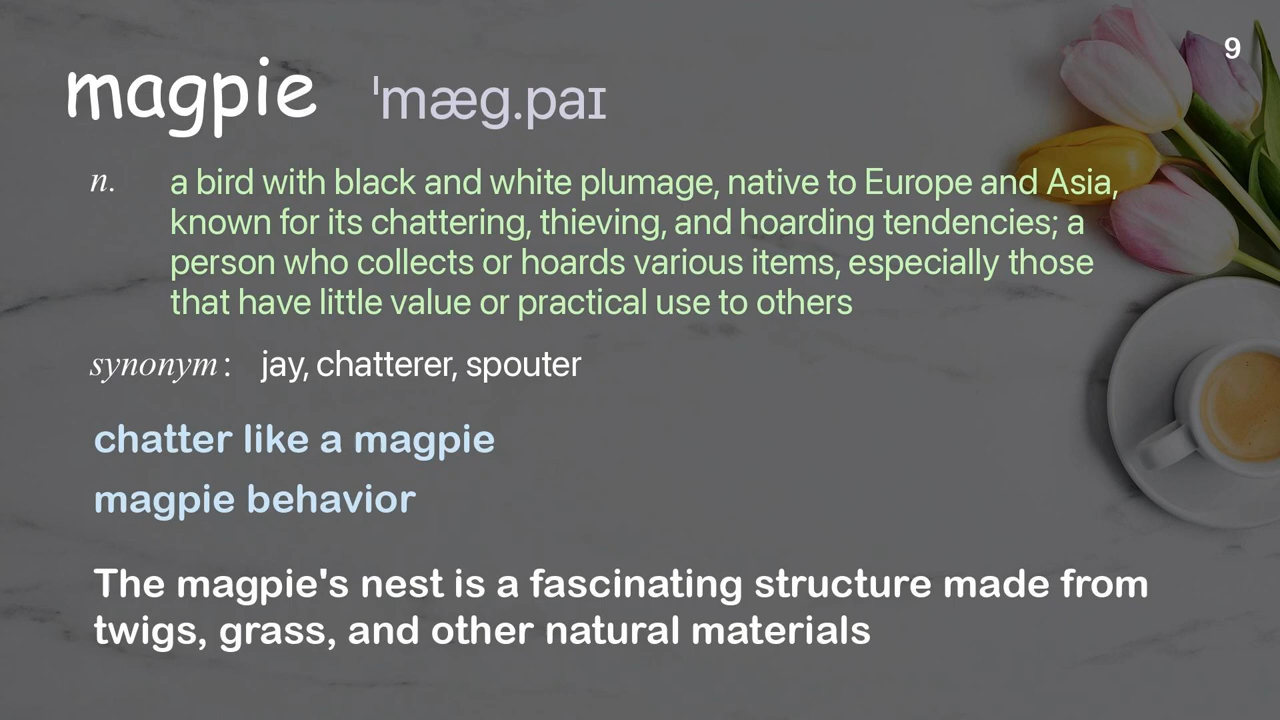 9
magpie ˈmæg.paɪ
n. a bird with black and white plumage, native to Europe and Asia,
known for its chattering, thieving, and hoarding tendencies; a
person who collects or hoards various items, especially those
that have little value or practical use to others
synonym: jay, chatterer, spouter
chatter like a magpie
magpie behavior
The magpie's nest is a fascinating structure made from
twigs, grass, and other natural materials